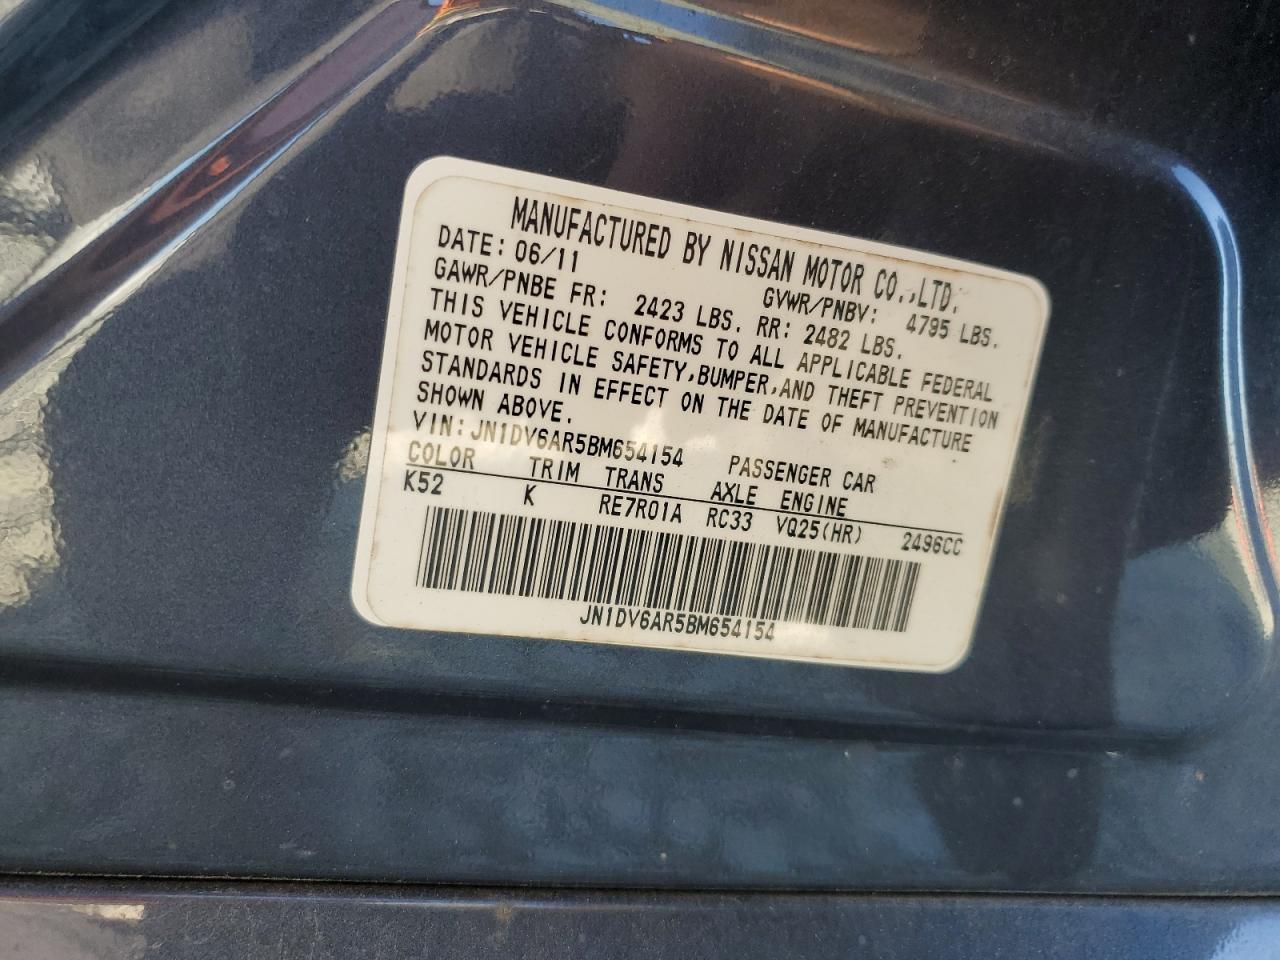 MANUFACTURED BY NISSAN MOTOR CO.,LTD.
DATE: 06/11 GVWR/PNBV: 4795 LBS.
GAWR/PNBE FR: 2423 LBS. RR: 2482 LBS.
THIS VEHICLE CONFORMS TO ALL APPLICABLE FEDERAL
MOTOR VEHICLE SAFETY,BUMPER,AND THEFT PREVENTION
STANDARDS IN EFFECT ON THE DATE OF MANUFACTURE
SHOWN ABOVE.
VIN: JN1DV6AR5BM654154 PASSENGER CAR
COLOR TRIM TRANS AXLE ENGINE
K52 K RE7R01A RC33 VQ25(HR) 2496CC
JN1DV6AR5BM654154